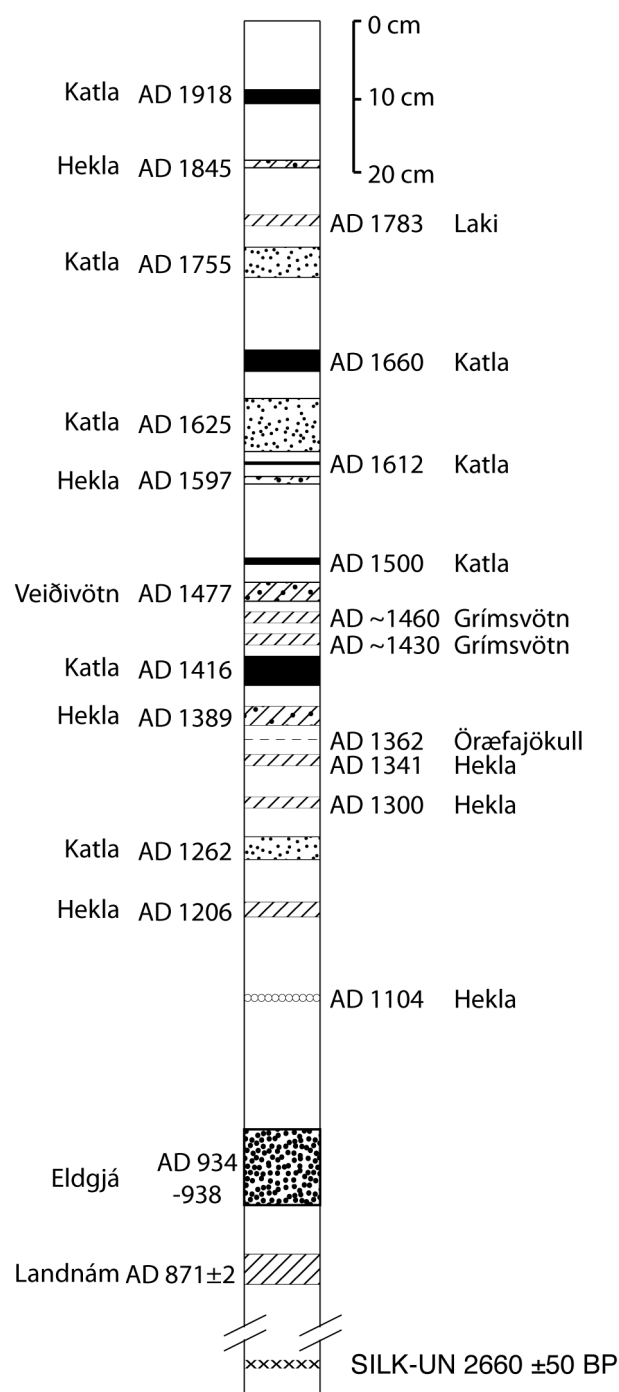 0 cm
Katla AD 1918
10 cm
Hekla AD 1845
20 cm
AD 1783 Laki
Katla AD 1755
AD 1660 Katla
Katla AD 1625
AD 1612 Katla
Hekla AD 1597
AD 1500 Katla
Veiðivötn AD 1477
AD ~1460 Grímsvötn
AD ~1430 Grímsvötn
Katla AD 1416
Hekla AD 1389
AD 1362 Öræfajökull
AD 1341 Hekla
AD 1300 Hekla
Katla AD 1262
Hekla AD 1206
AD 1104 Hekla
Eldgjá AD 934
-938
Landnám AD 871±2
SILK-UN 2660 ±50 BP